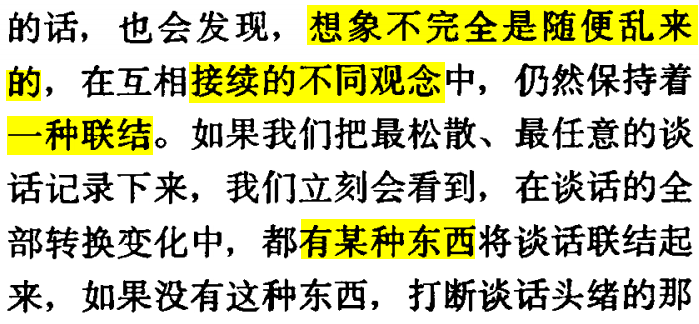 的话，也会发现，想象不完全是随便乱来
的，在互相接续的不同观念中，仍然保持着
一种联结。如果我们把最松散、最任意的谈
话记录下来，我们立刻会看到，在谈话的全
部转换变化中，都有某种东西将谈话联结起
来，如果没有这种东西，打断谈话头绪的那